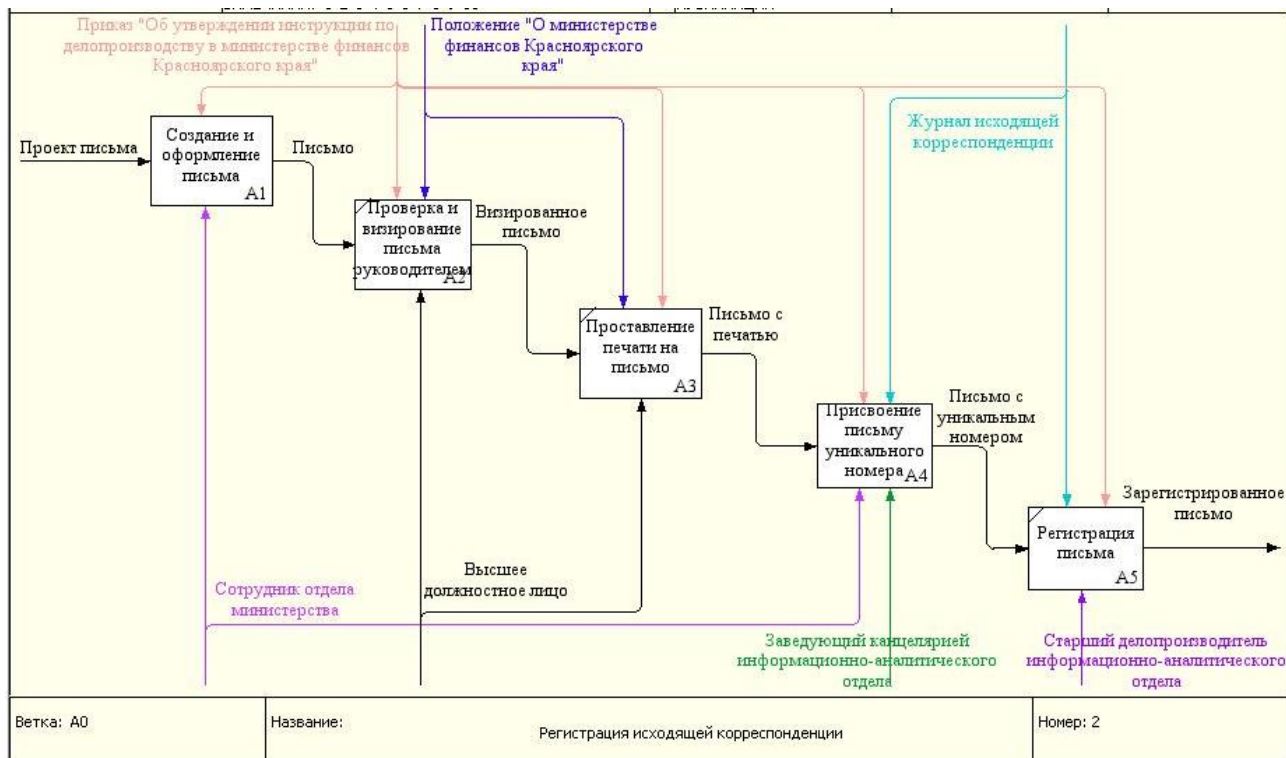 Приказ "Об утверждении инструкции по
делопроизводству в министерстве финансов
Красноярского края"
Положение "О министерстве
финансов Красноярского
края"
Журнал исходящей
корреспонденции
Проект письма
Создание и
оформление
письма
A1
Письмо
Проверка и
визирование
письма
руководителем
A2
Визированное
письмо
Проставление
печати на
письмо
A3
Письмо с
печатью
Присвоение
письму
уникального
номера
A4
Письмо с
уникальным
номером
Регистрация
письма
A5
Зарегистрированное
письмо
Сотрудник отдела
министерства
Высшее
должностное лицо
Заведующий канцелярией
информационно-аналитического
отдела
Старший делопроизводитель
информационно-аналитического
отдела
Ветка: A0
Название:
Регистрация исходящей корреспонденции
Номер: 2